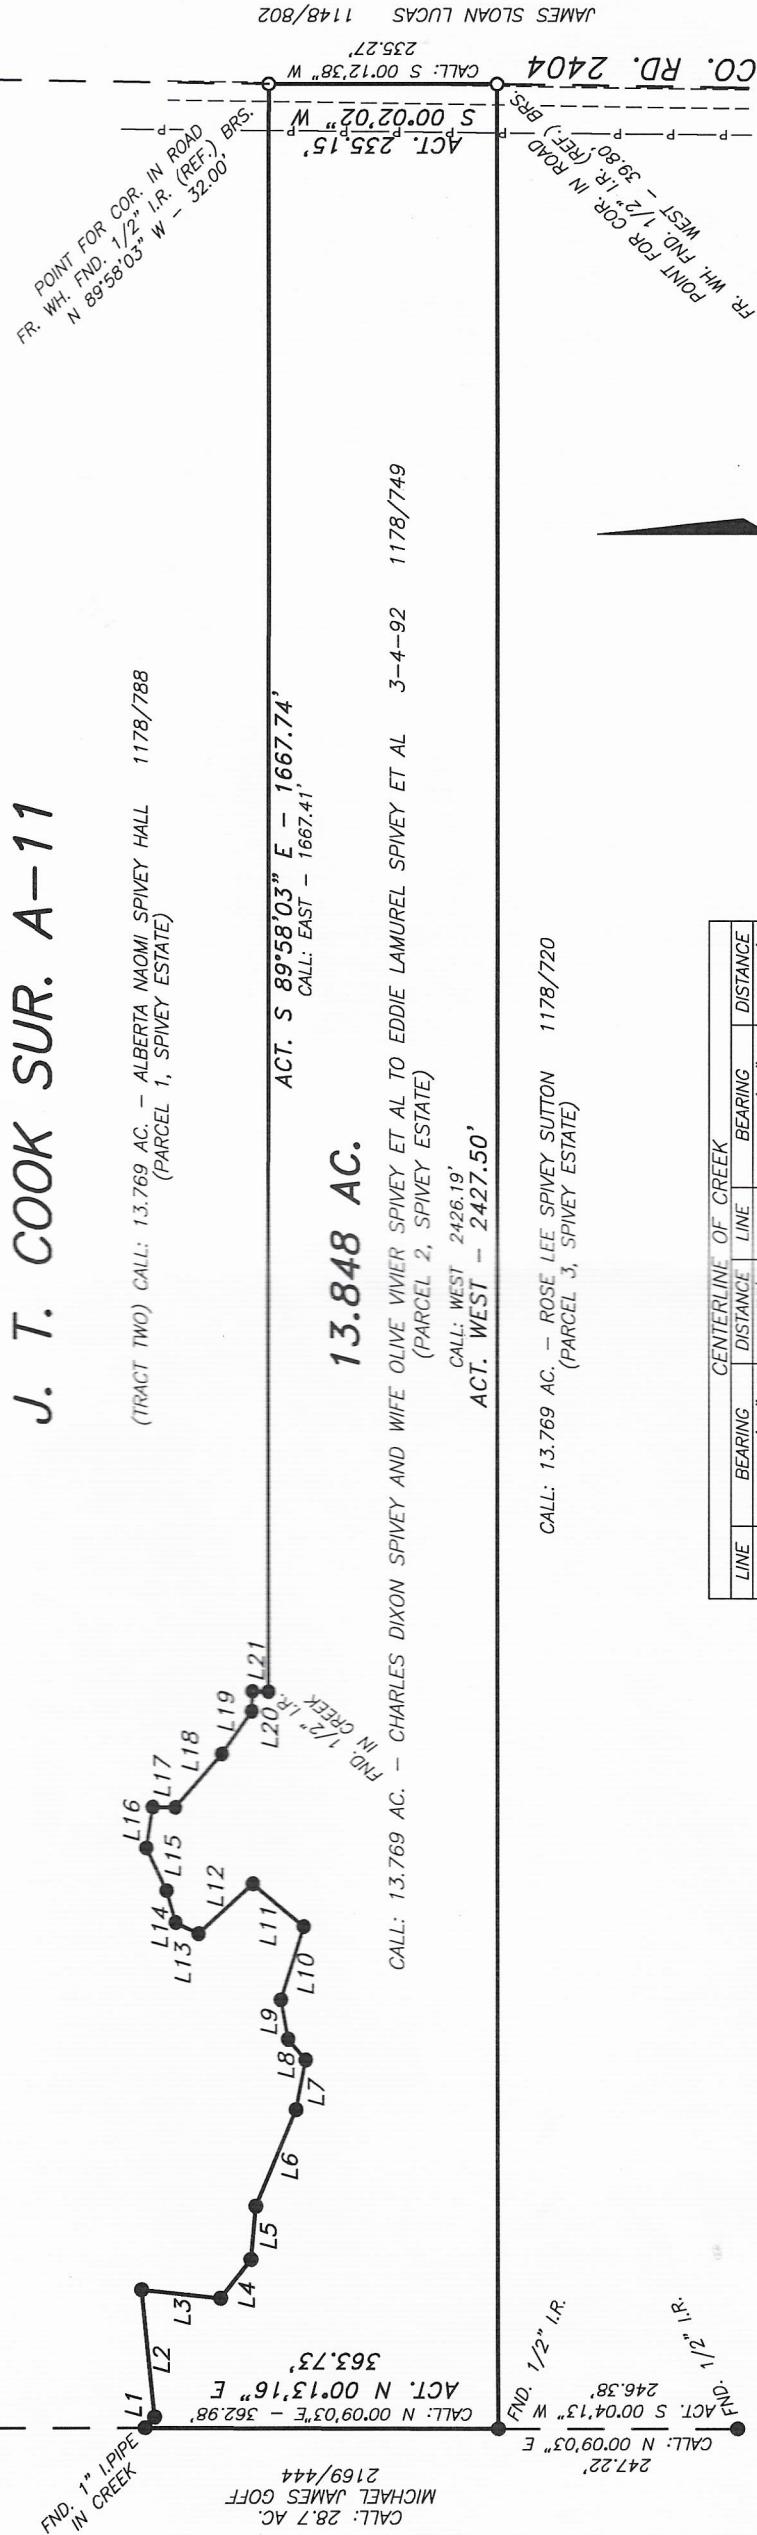 J. T. COOK SUR. A-11
(TRACT TWO) CALL: 13.769 AC. - ALBERTA NAOMI SPIVEY HALL 1178/788
(PARCEL 1, SPIVEY ESTATE)
POINT FOR COR. IN ROAD
FR. WH. FND. 1/2" I.R. (REF.) BRS.
N 89°58'03" W - 32.00'
FND. 1" I.PIPE
IN CREEK
L1
L2
L3
L4
L5
L6
L7
L8
L9
L10
L11
L12
L13
L14
L15
L16
L17
L18
L19
L20
L21
FND. 1/2" I.R.
IN CREEK
ACT. S 89°58'03" E - 1667.74'
CALL: EAST - 1667.41'
13.848 AC.
CALL: 13.769 AC. - CHARLES DIXON SPIVEY AND WIFE OLIVE VIVIER SPIVEY ET AL TO EDDIE LAMUREL SPIVEY ET AL 3-4-92 1178/749
(PARCEL 2, SPIVEY ESTATE)
CALL: WEST 2426.19'
ACT. WEST - 2427.50'
CALL: 28.7 AC.
MICHAEL JAMES GOFF
2169/444
CALL: N 00°09'03"E - 362.98'
ACT. N 00°13'16" E
363.73'
JAMES SLOAN LUCAS 1148/802
CALL: S 00°12'38" W
235.27'
ACT. 235.15'
S 00°02'02" W
P P P P P P P P P
CO. RD. 2404
POINT FOR COR. IN ROAD
FR. WH. FND. 1/2" I.R. (REF.) BRS.
WEST - 39.80'
FND. 1/2" I.R.
CALL: N 00°09'03" E
247.22'
ACT. S 00°04'13" W
246.38'
FND. 1/2" I.R.
CALL: 13.769 AC. - ROSE LEE SPIVEY SUTTON 1178/720
(PARCEL 3, SPIVEY ESTATE)
CENTERLINE OF CREEK
LINE BEARING DISTANCE LINE BEARING DISTANCE